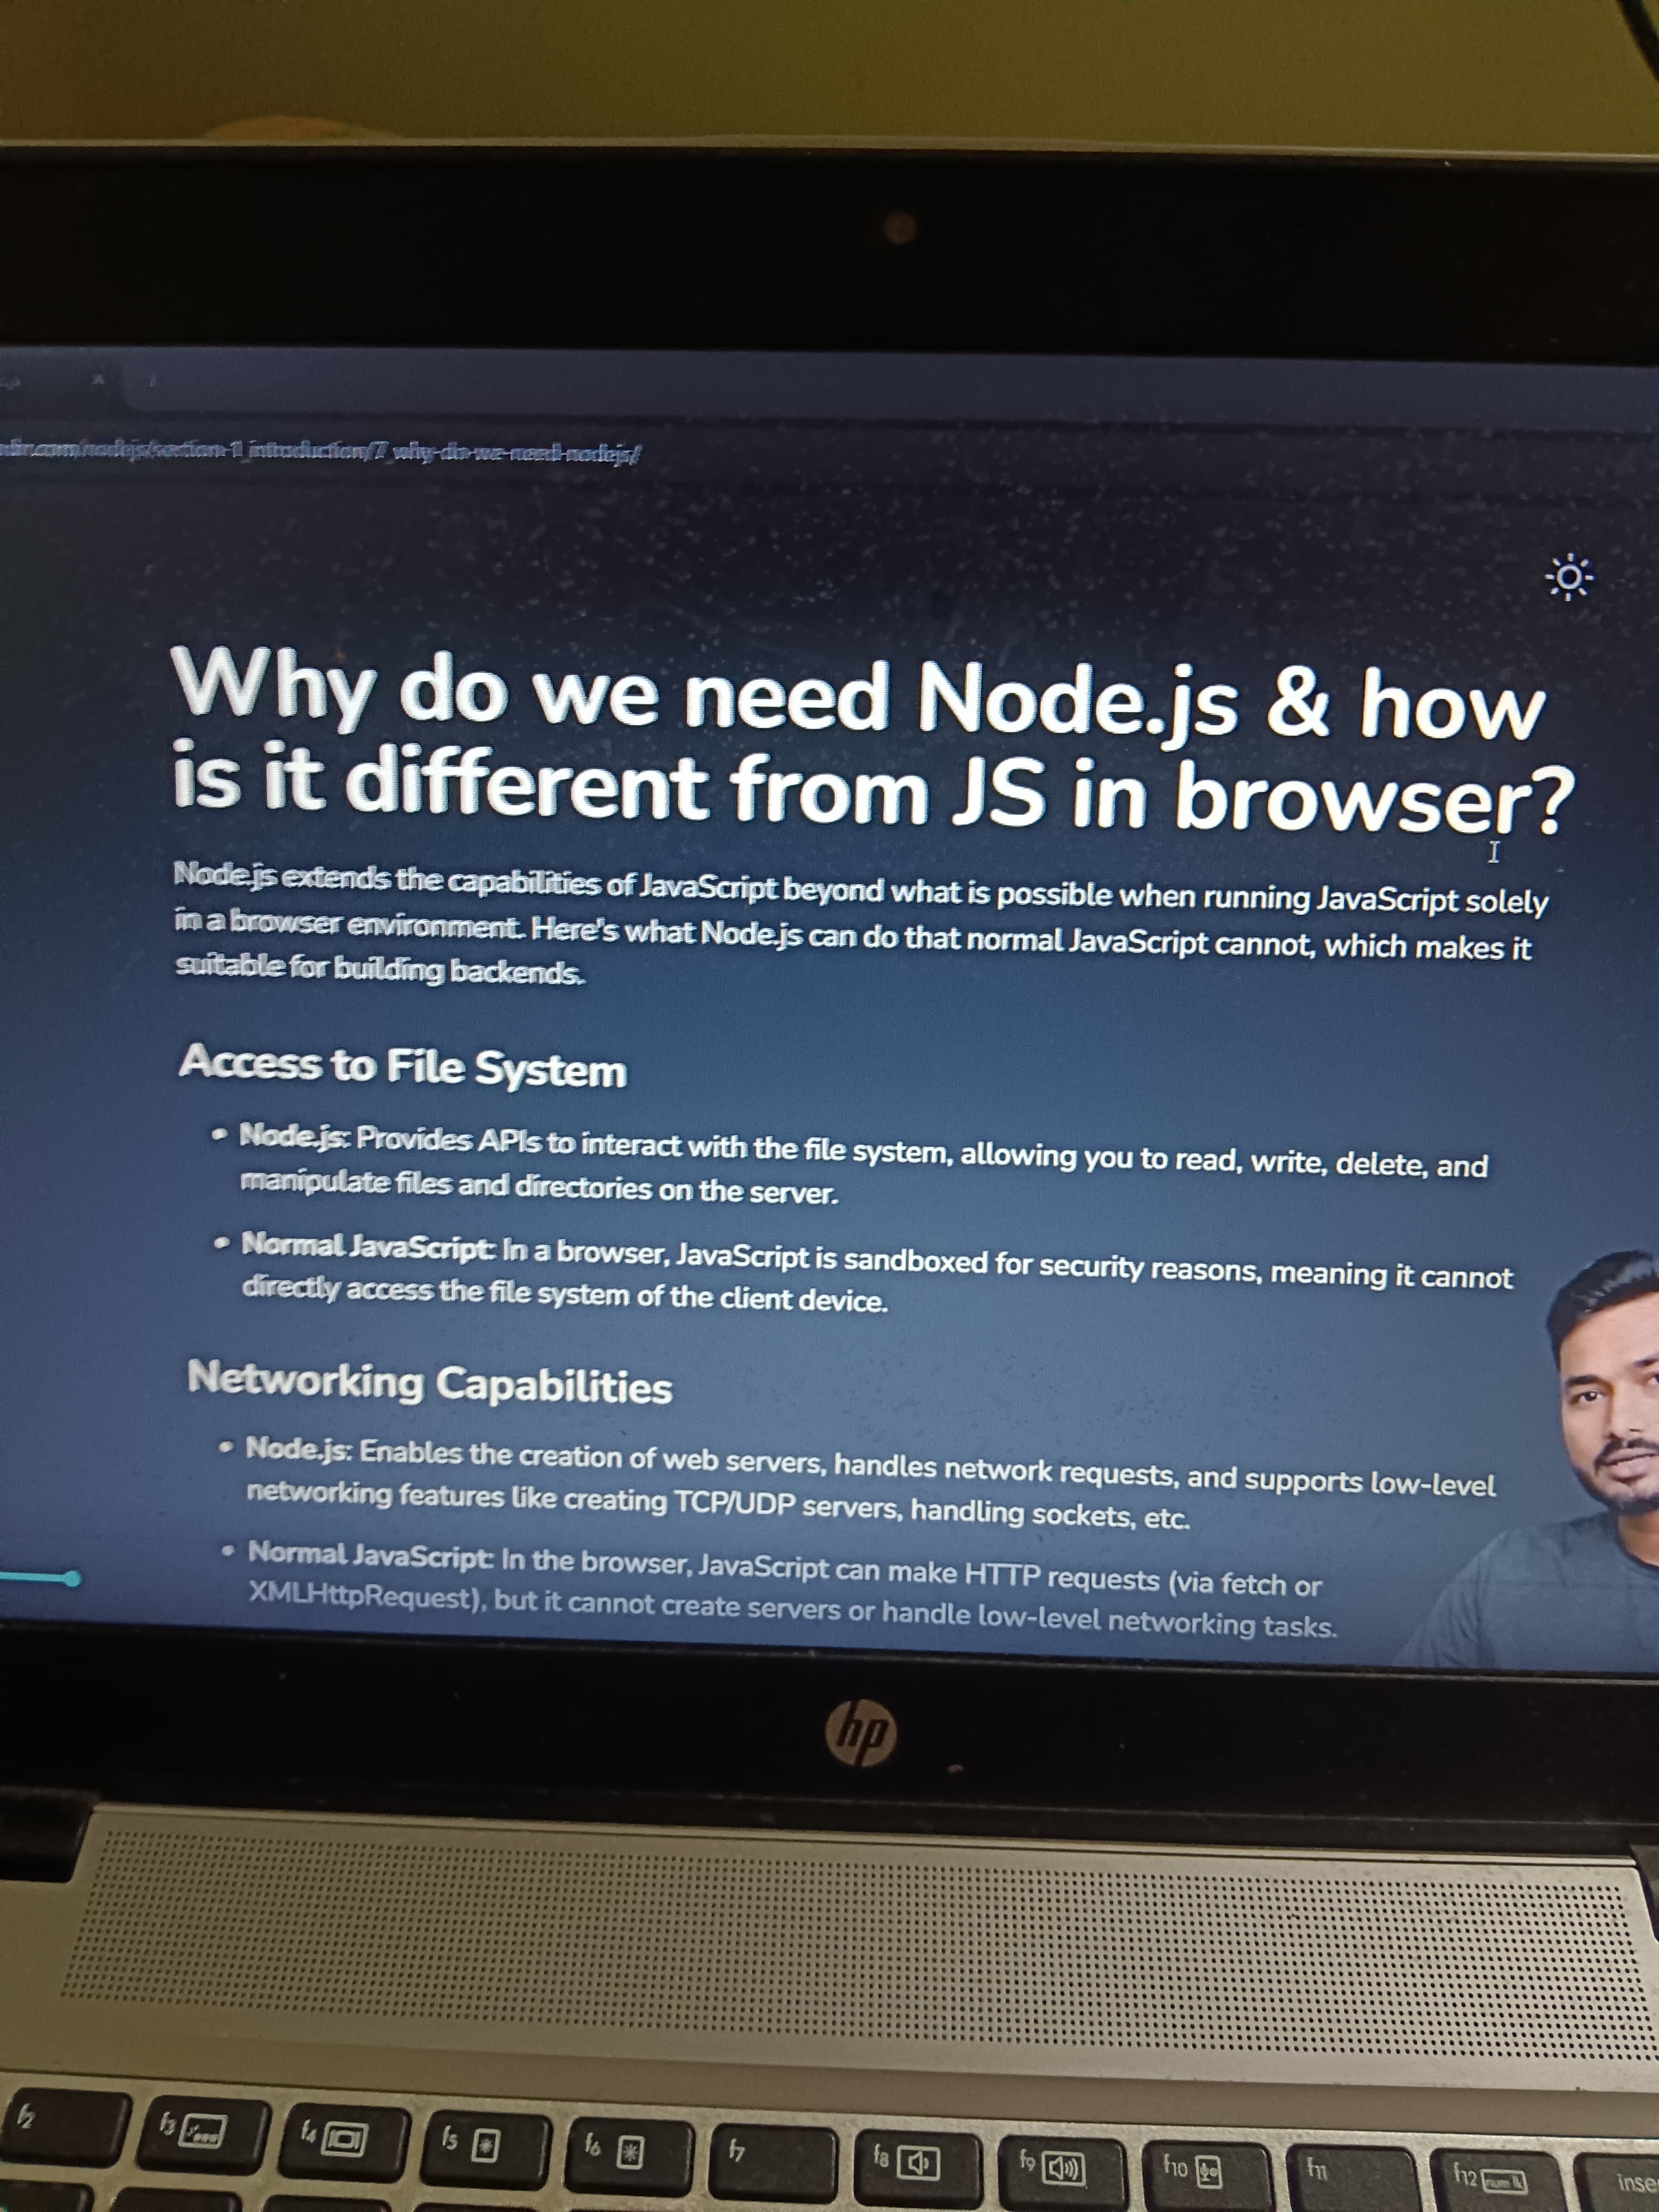 .com/nodejs/section-1_introduction/7_why-do-we-need-nodejs/
Why do we need Node.js & how
is it different from JS in browser?
Node.js extends the capabilities of JavaScript beyond what is possible when running JavaScript solely
in a browser environment. Here's what Node.js can do that normal JavaScript cannot, which makes it
suitable for building backends.
Access to File System
• Node.js: Provides APIs to interact with the file system, allowing you to read, write, delete, and
manipulate files and directories on the server.
• Normal JavaScript: In a browser, JavaScript is sandboxed for security reasons, meaning it cannot
directly access the file system of the client device.
Networking Capabilities
• Node.js: Enables the creation of web servers, handles network requests, and supports low-level
networking features like creating TCP/UDP servers, handling sockets, etc.
• Normal JavaScript: In the browser, JavaScript can make HTTP requests (via fetch or
XMLHttpRequest), but it cannot create servers or handle low-level networking tasks.
hp
f2 f3 f4 f5 f6 f7 f8 f9 f10 f11 f12 num lk inse